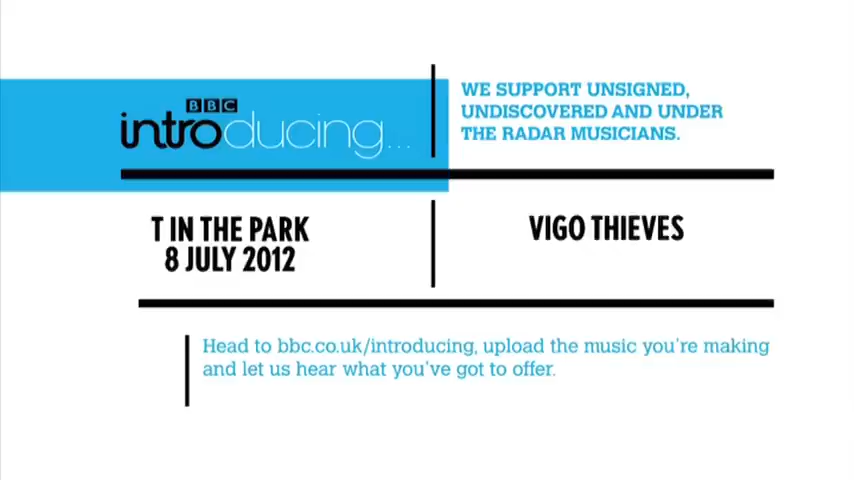 BBC
introducing...
WE SUPPORT UNSIGNED,
UNDISCOVERED AND UNDER
THE RADAR MUSICIANS.
T IN THE PARK
8 JULY 2012
VIGO THIEVES
Head to bbc.co.uk/introducing, upload the music you're making
and let us hear what you've got to offer.